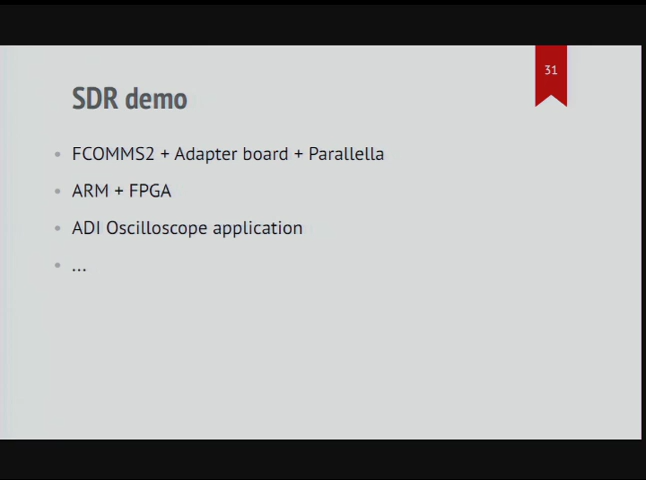 31
SDR demo
• FCOMMS2 + Adapter board + Parallella
• ARM + FPGA
• ADI Oscilloscope application
• ...